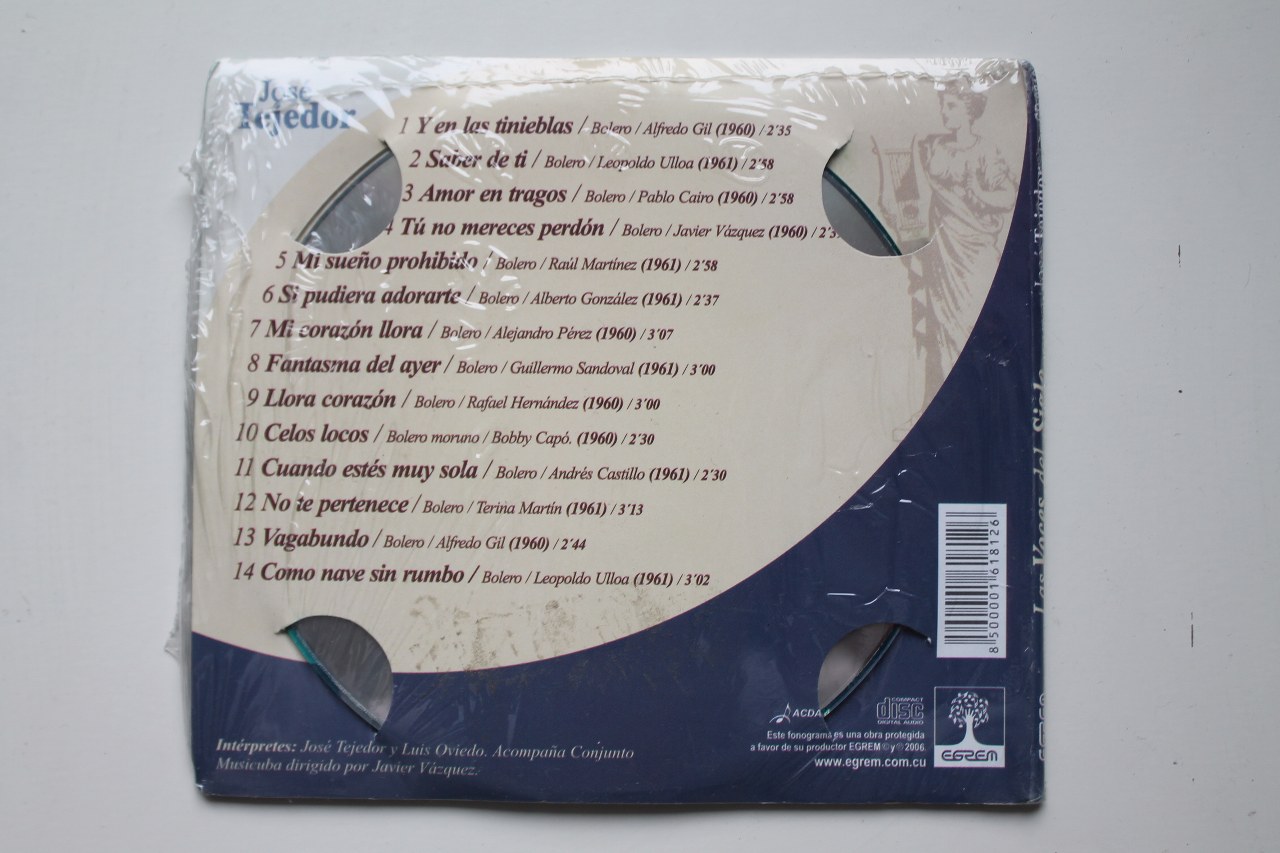 José
Tejedor
1 Y en las tinieblas / Bolero / Alfredo Gil (1960) / 2'35
2 Saber de ti / Bolero / Leopoldo Ulloa (1961) / 2'58
3 Amor en tragos / Bolero / Pablo Cairo (1960) / 2'58
4 Tú no mereces perdón / Bolero / Javier Vázquez (1960) /
5 Mi sueño prohibido / Bolero / Raúl Martínez (1961) / 2'58
6 Si pudiera adorarte / Bolero / Alberto González (1961) / 2'37
7 Mi corazón llora / Bolero / Alejandro Pérez (1960) / 3'07
8 Fantasma del ayer / Bolero / Guillermo Sandoval (1961) / 3'00
9 Llora corazón / Bolero / Rafael Hernández (1960) / 3'00
10 Celos locos / Bolero moruno / Bobby Capó. (1960) / 2'30
11 Cuando estés muy sola / Bolero / Andrés Castillo (1961) / 2'30
12 No te pertenece / Bolero / Terina Martín (1961) / 3'13
13 Vagabundo / Bolero / Alfredo Gil (1960) / 2'44
14 Como nave sin rumbo / Bolero / Leopoldo Ulloa (1961) / 3'02
Intérpretes: José Tejedor y Luis Oviedo. Acompaña Conjunto
Musicuba dirigido por Javier Vázquez.
ACDAM
COMPACT
disc
DIGITAL AUDIO
Este fonograma es una obra protegida
a favor de su productor EGREM © y ℗ 2006.
www.egrem.com.cu
EGREM
8 500001 618126
Las Voces del Siglo José Tejedor